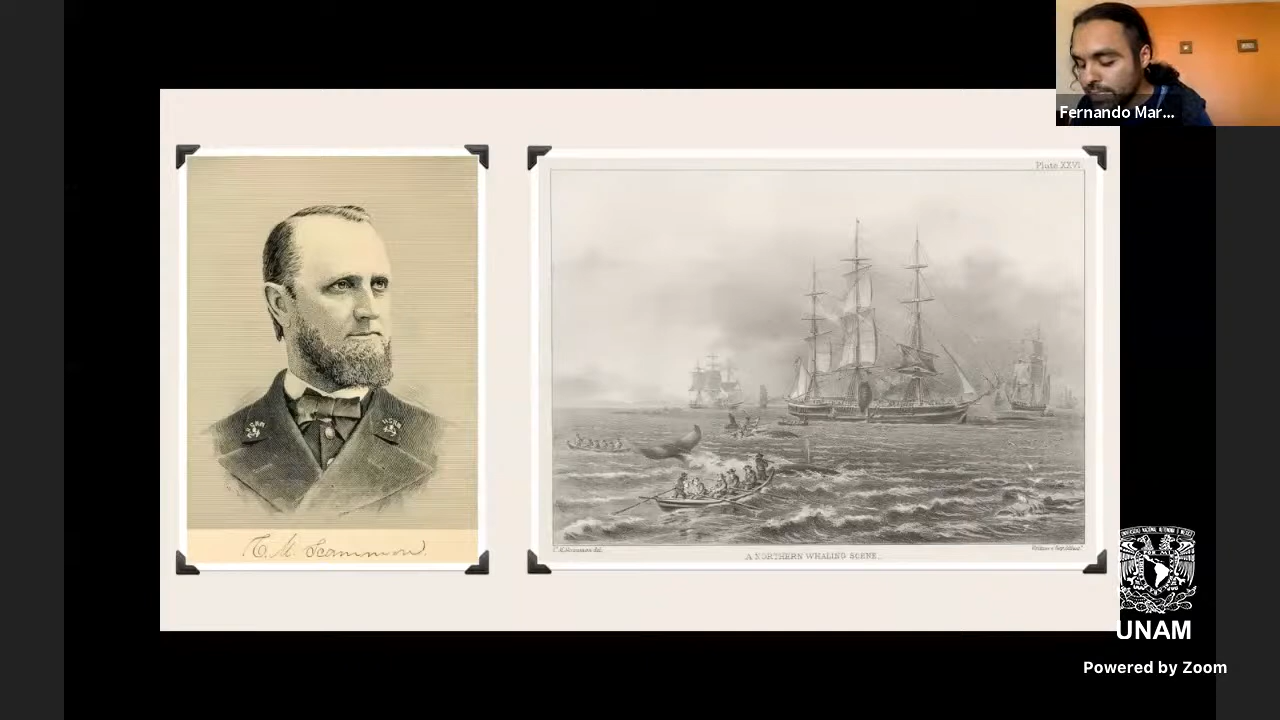 Fernando Mar...
Plate XXVI
C. M. Scammon
A NORTHERN WHALING SCENE.
UNAM
Powered by Zoom